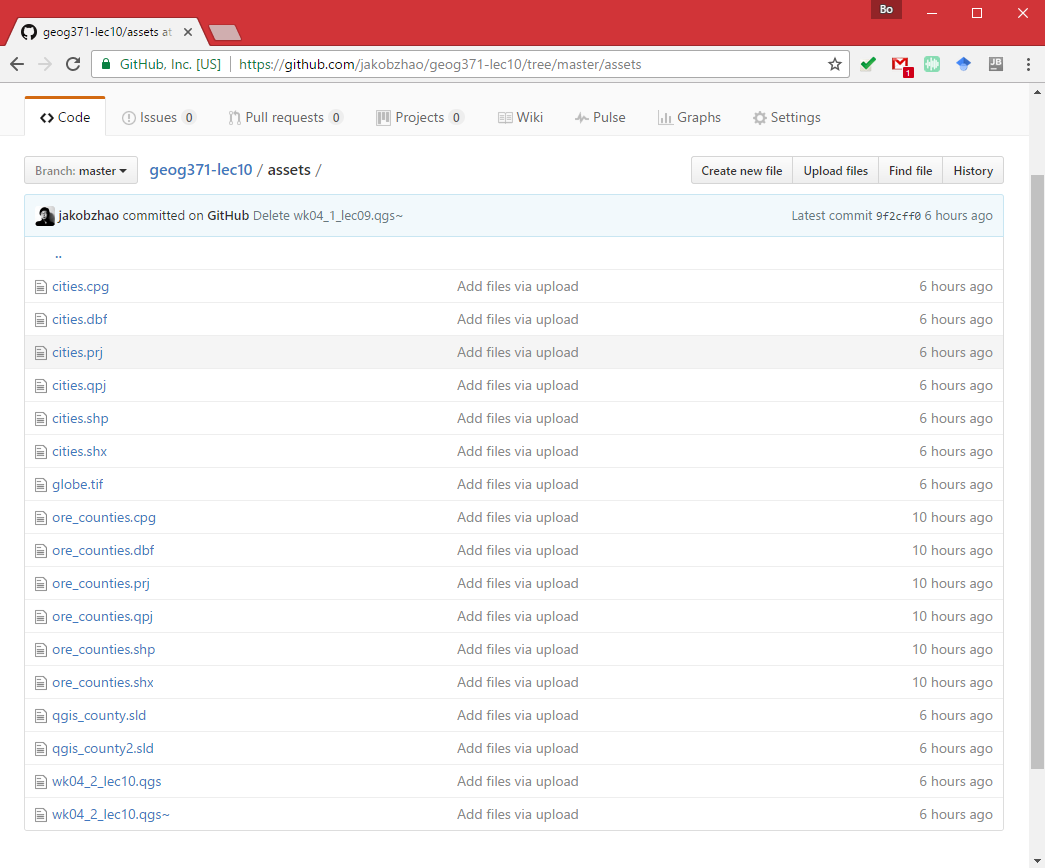 Bo
geog371-lec10/assets at
GitHub, Inc. [US] https://github.com/jakobzhao/geog371-lec10/tree/master/assets 1 JB
Code Issues 0 Pull requests 0 Projects 0 Wiki Pulse Graphs Settings
Branch: master geog371-lec10 / assets / Create new file Upload files Find file History
jakobzhao committed on GitHub Delete wk04_1_lec09.qgs~ Latest commit 9f2cff0 6 hours ago
..
cities.cpg Add files via upload 6 hours ago
cities.dbf Add files via upload 6 hours ago
cities.prj Add files via upload 6 hours ago
cities.qpj Add files via upload 6 hours ago
cities.shp Add files via upload 6 hours ago
cities.shx Add files via upload 6 hours ago
globe.tif Add files via upload 6 hours ago
ore_counties.cpg Add files via upload 10 hours ago
ore_counties.dbf Add files via upload 10 hours ago
ore_counties.prj Add files via upload 10 hours ago
ore_counties.qpj Add files via upload 10 hours ago
ore_counties.shp Add files via upload 10 hours ago
ore_counties.shx Add files via upload 10 hours ago
qgis_county.sld Add files via upload 6 hours ago
qgis_county2.sld Add files via upload 6 hours ago
wk04_2_lec10.qgs Add files via upload 6 hours ago
wk04_2_lec10.qgs~ Add files via upload 6 hours ago